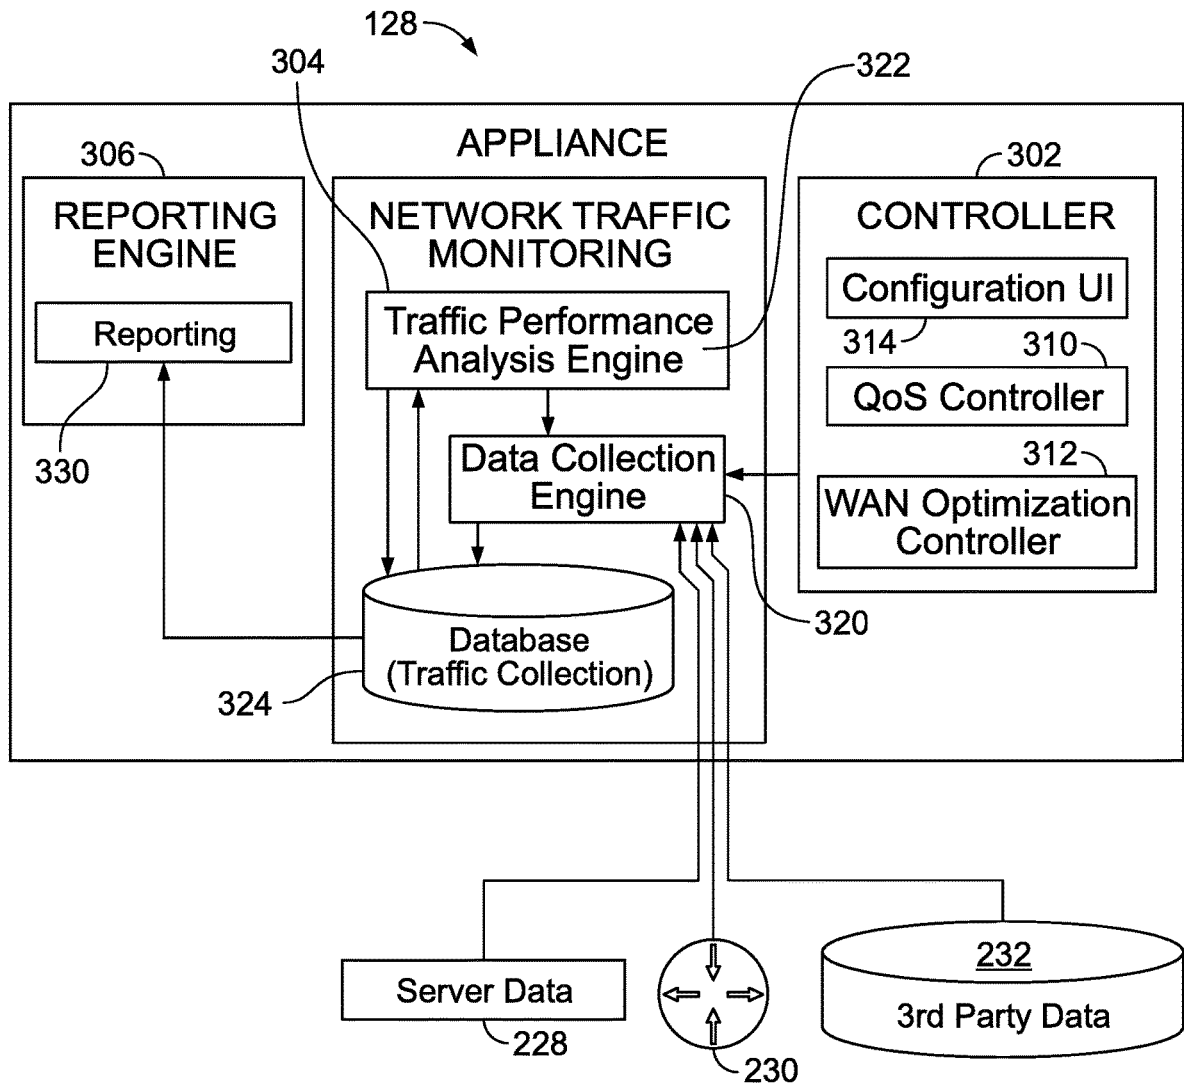 128
304
322
APPLIANCE
306
302
REPORTING
ENGINE
Reporting
330
NETWORK TRAFFIC
MONITORING
Traffic Performance
Analysis Engine
Data Collection
Engine
320
Database
(Traffic Collection)
324
CONTROLLER
Configuration UI
314
310
QoS Controller
312
WAN Optimization
Controller
Server Data
228
230
232
3rd Party Data